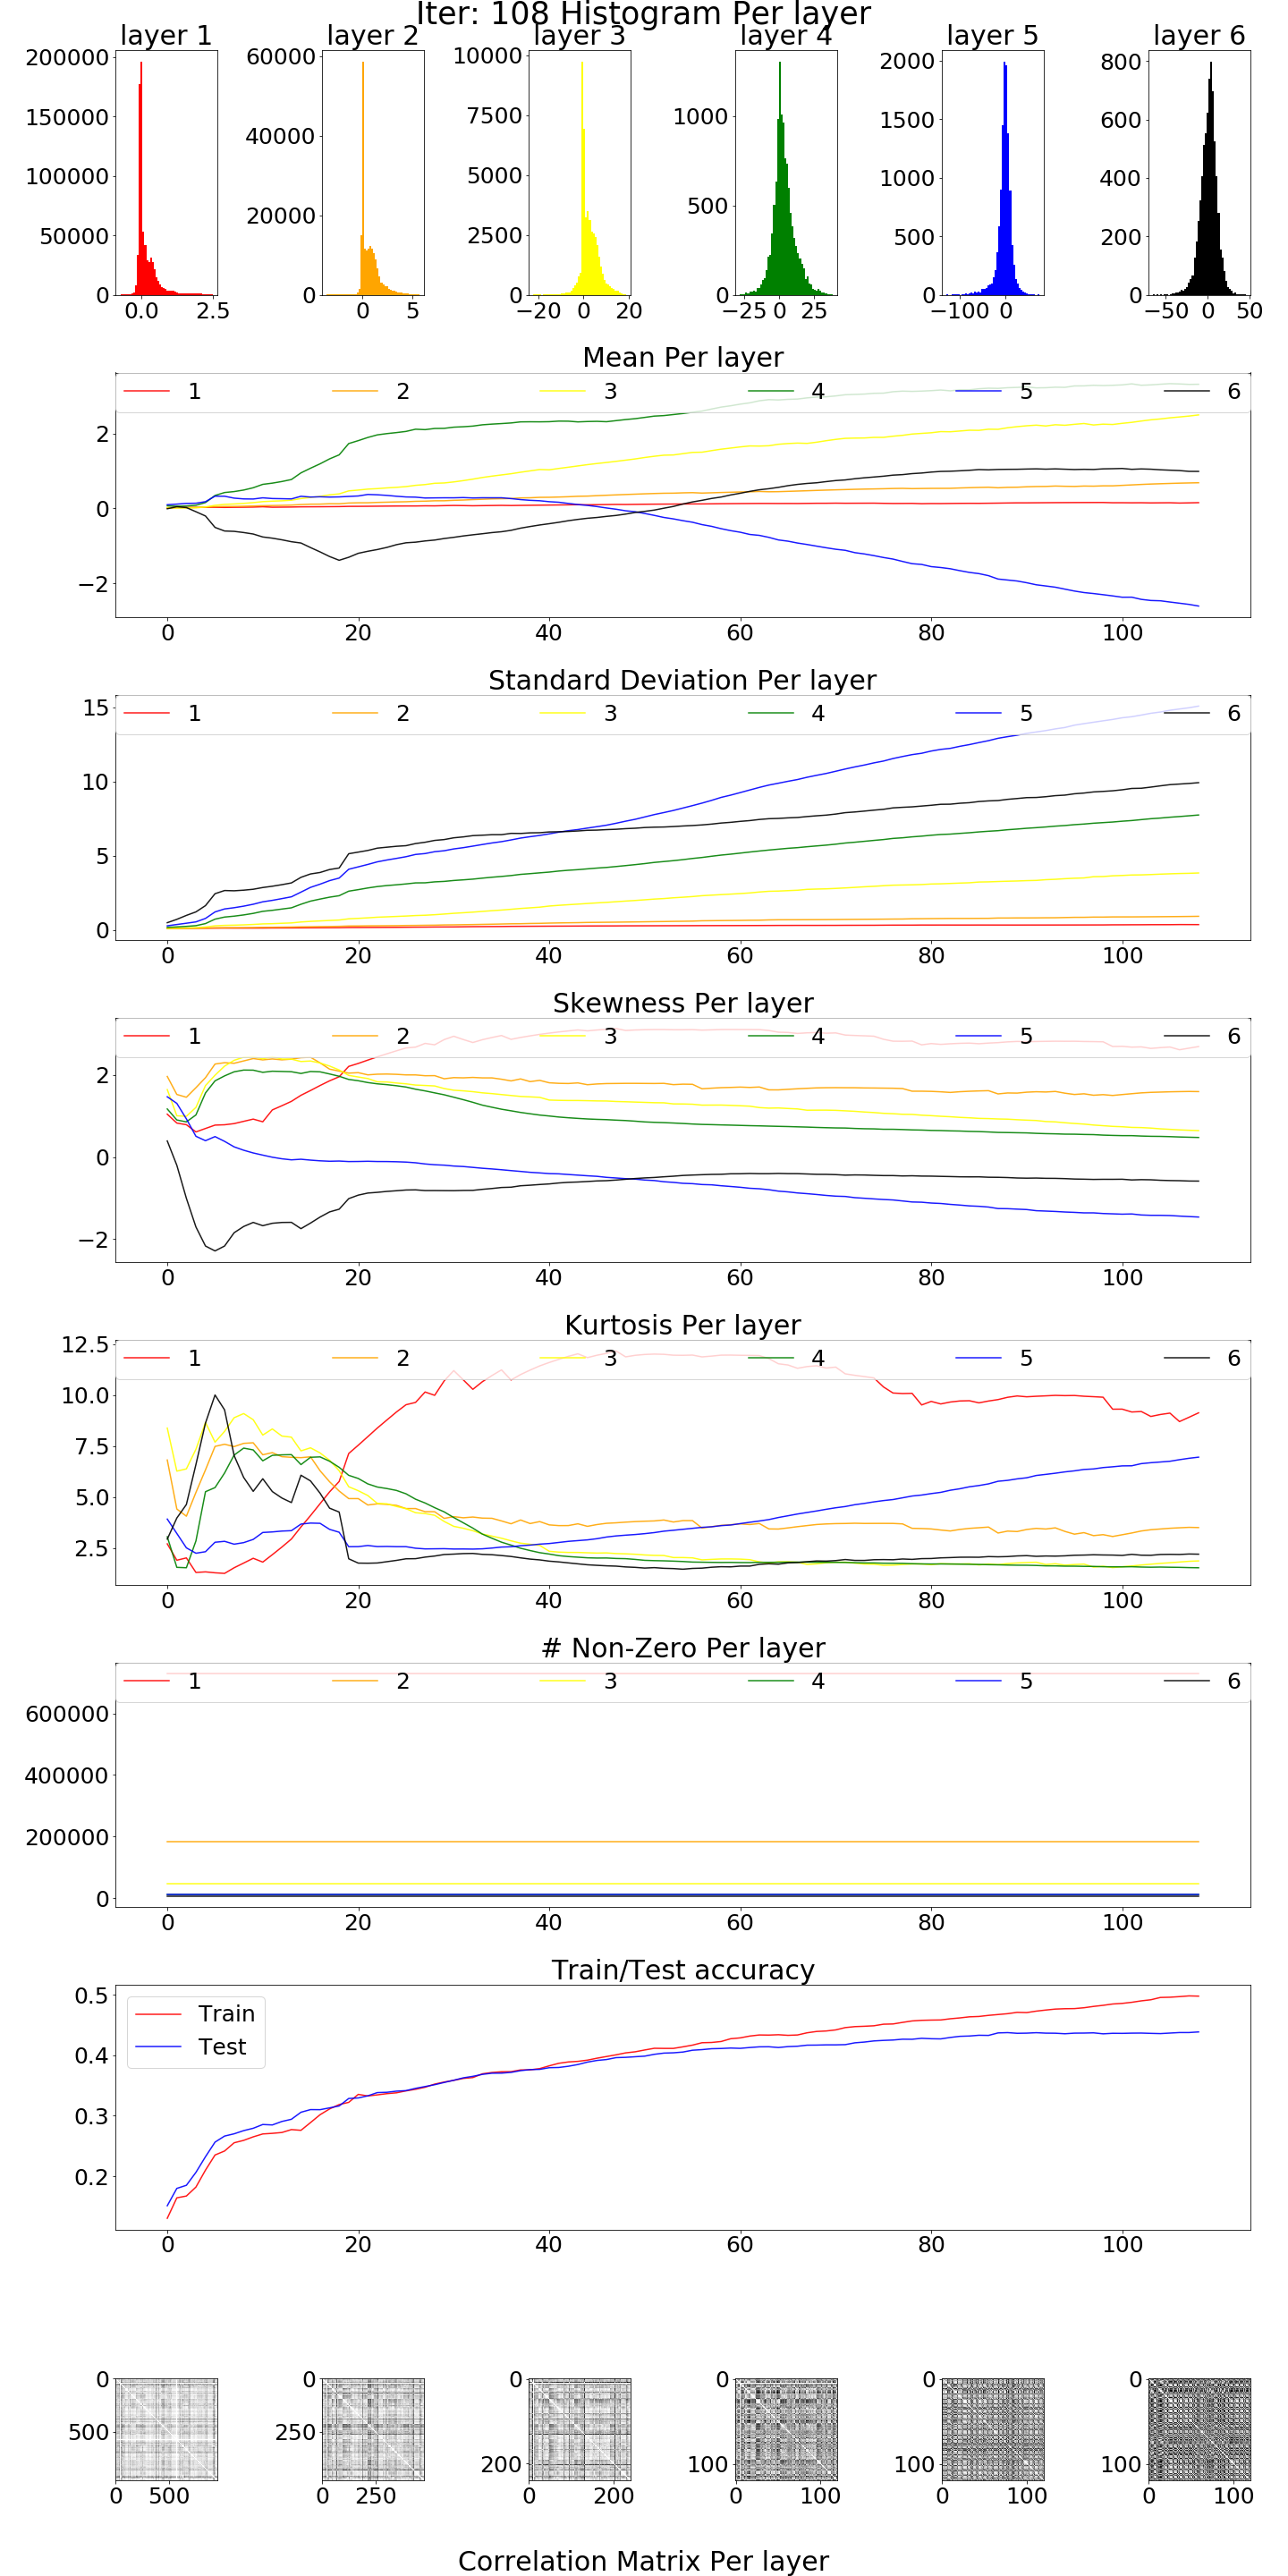 Iter: 108 Histogram Per layer
layer 1 layer 2 layer 3 layer 4 layer 5 layer 6
200000 150000 100000 50000 0
0.0 2.5
60000 40000 20000 0
0 5
10000 7500 5000 2500 0
−20 0 20
1000 500 0
−25 0 25
2000 1500 1000 500 0
−100 0
800 600 400 200 0
−50 0 50
Mean Per layer
1 2 3 4 5 6
2
0
−2
0 20 40 60 80 100
Standard Deviation Per layer
15
1 2 3 4 5 6
10
5
0
0 20 40 60 80 100
Skewness Per layer
1 2 3 4 5 6
2
0
−2
0 20 40 60 80 100
Kurtosis Per layer
12.5
1 2 3 4 5 6
10.0
7.5
5.0
2.5
0 20 40 60 80 100
# Non-Zero Per layer
1 2 3 4 5 6
600000
400000
200000
0
0 20 40 60 80 100
Train/Test accuracy
0.5
Train
Test
0.4
0.3
0.2
0 20 40 60 80 100
0 500
0 500
0 250
0 250
0 200
0 200
0 100
0 100
0 100
0 100
0 100
0 100
Correlation Matrix Per layer